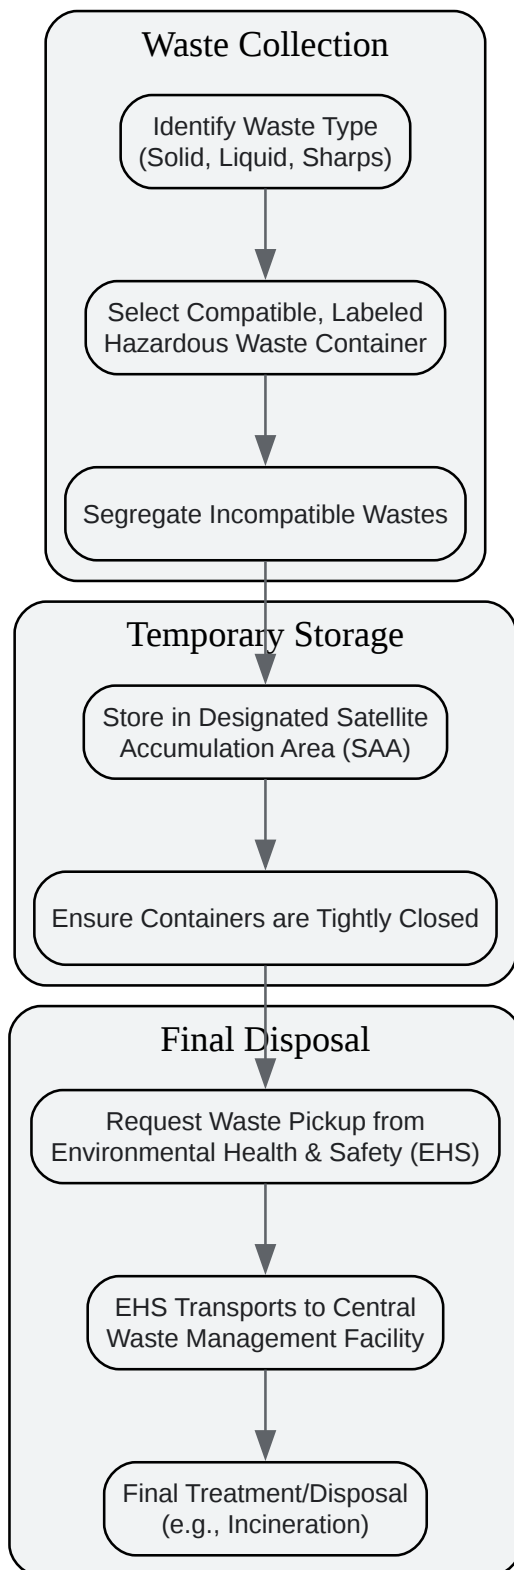 Waste Collection
Identify Waste Type
(Solid, Liquid, Sharps)
Select Compatible, Labeled
Hazardous Waste Container
Segregate Incompatible Wastes
Temporary Storage
Store in Designated Satellite
Accumulation Area (SAA)
Ensure Containers are Tightly Closed
Final Disposal
Request Waste Pickup from
Environmental Health & Safety (EHS)
EHS Transports to Central
Waste Management Facility
Final Treatment/Disposal
(e.g., Incineration)